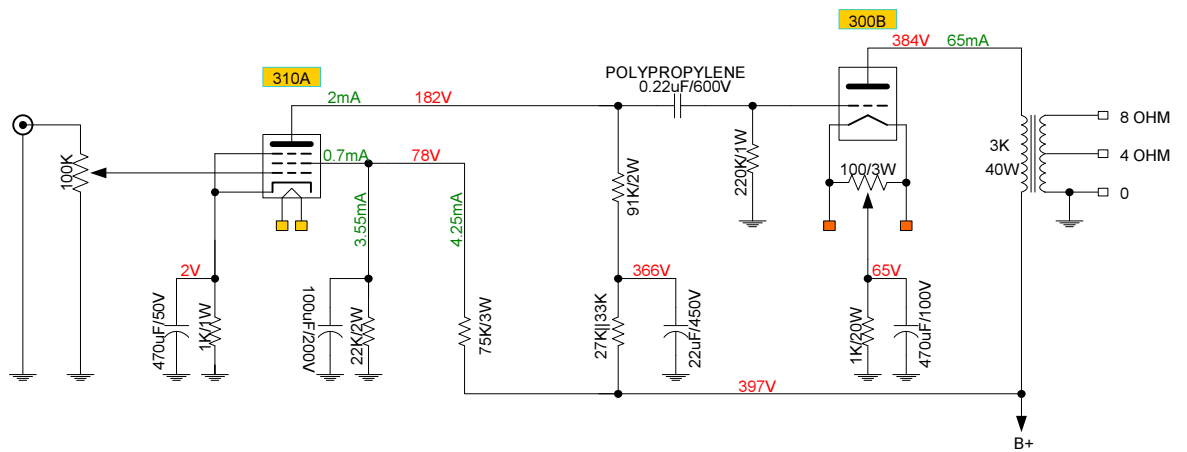 300B
384V
65mA
310A
POLYPROPYLENE
0.22uF/600V
2mA
182V
8 OHM
100K
0.7mA
78V
220K/1W
3K
40W
4 OHM
91K/2W
100/3W
0
3.55mA
4.25mA
2V
366V
65V
470uF/50V
1K/1W
100uF/200V
22K/2W
75K/3W
27K||33K
22uF/450V
1K/20W
470uF/100V
397V
B+